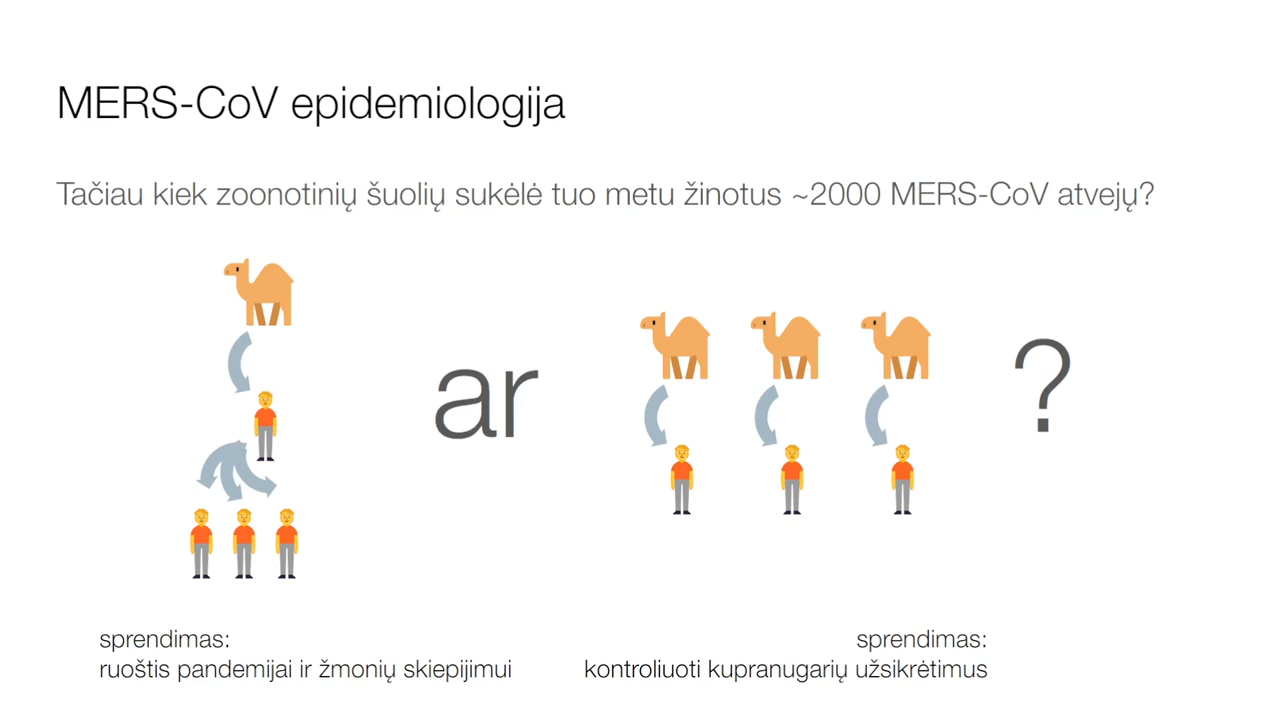 MERS-CoV epidemiologija
Tačiau kiek zoonotinių šuolių sukėlė tuo metu žinotus ~2000 MERS-CoV atvejų?
ar
?
sprendimas:
ruoštis pandemijai ir žmonių skiepijimui
sprendimas:
kontroliuoti kupranugarių užsikrėtimus